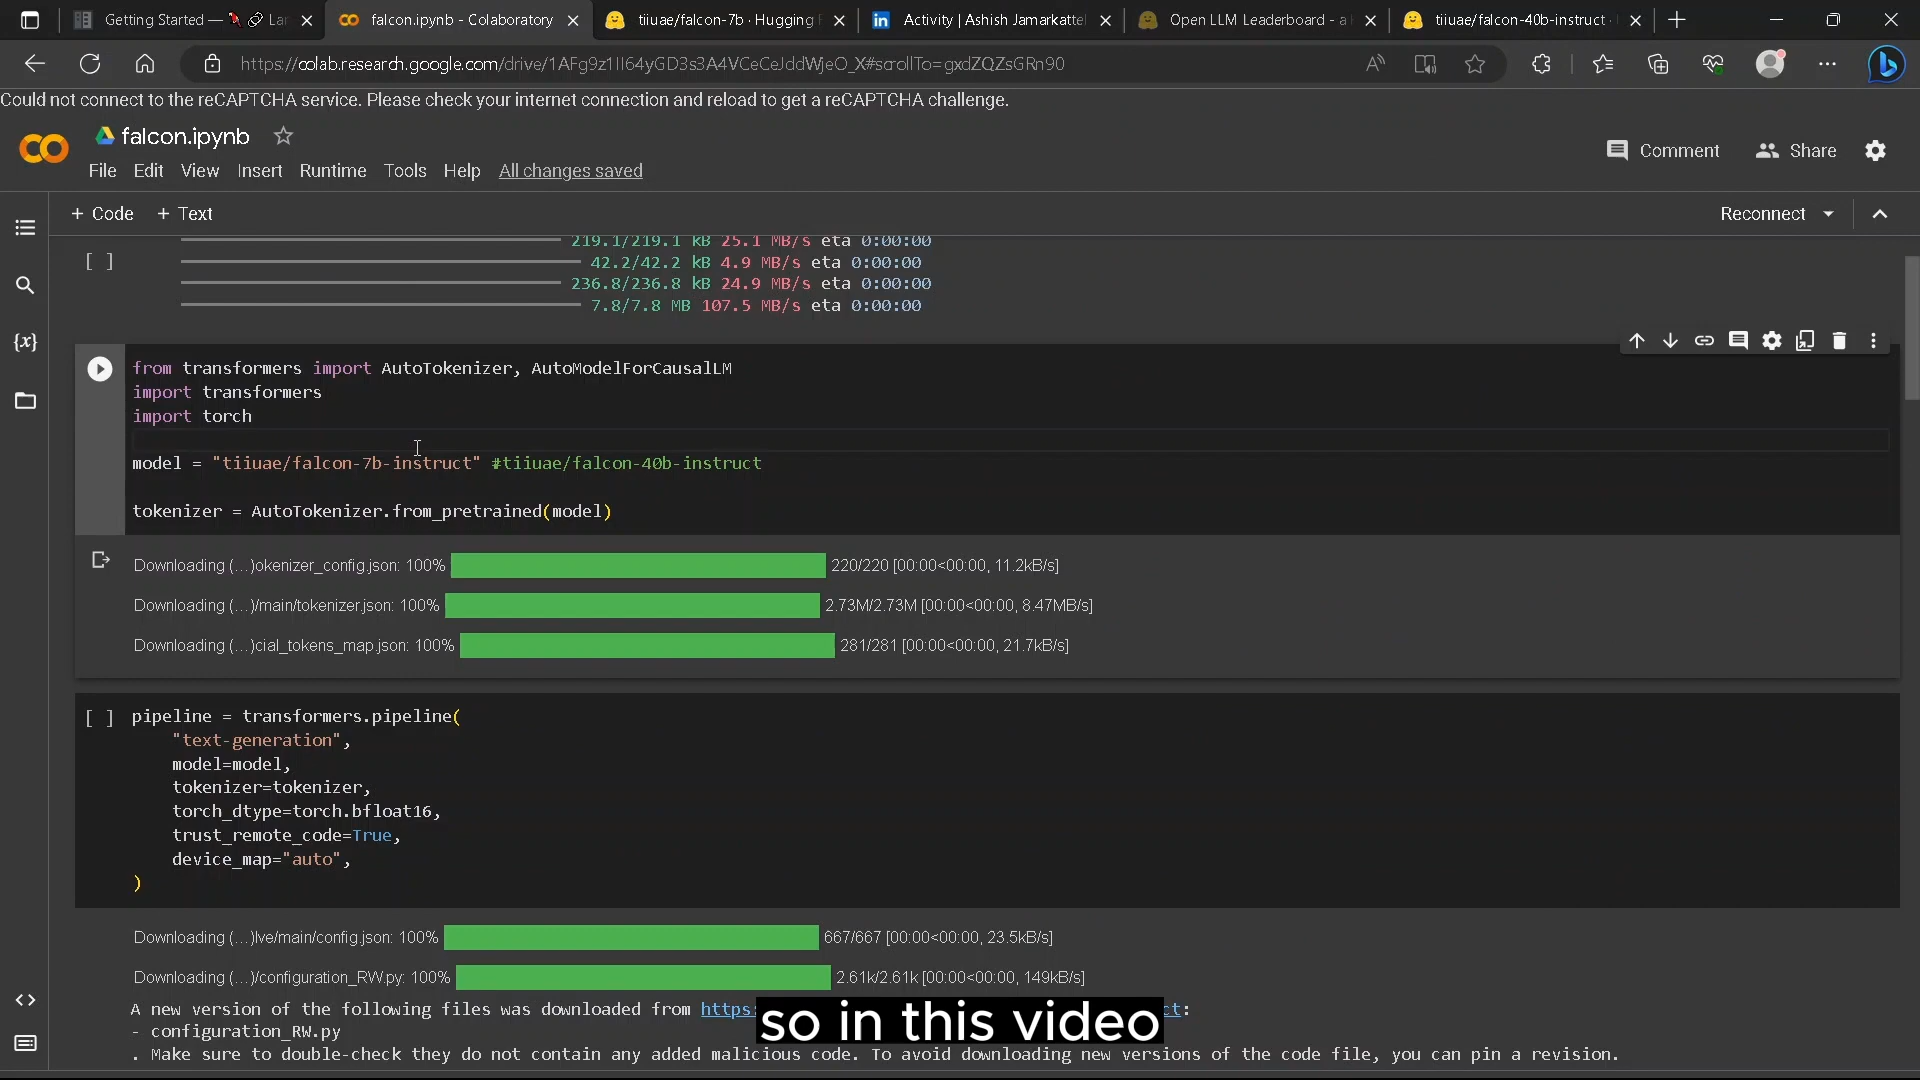 Getting Started — Lan
falcon.ipynb - Colaboratory
tiiuae/falcon-7b · Hugging F
Activity | Ashish Jamarkattel
Open LLM Leaderboard - a
tiiuae/falcon-40b-instruct ·
https://colab.research.google.com/drive/1AFg9z1II64yGD3s3A4VCeCeJddWjeO_X#scrollTo=gxdZQZsGRn90
Could not connect to the reCAPTCHA service. Please check your internet connection and reload to get a reCAPTCHA challenge.
falcon.ipynb
Comment
Share
File Edit View Insert Runtime Tools Help All changes saved
+ Code + Text
Reconnect
219.1/219.1 kB 25.1 MB/s eta 0:00:00
[ ] 42.2/42.2 kB 4.9 MB/s eta 0:00:00
236.8/236.8 kB 24.9 MB/s eta 0:00:00
7.8/7.8 MB 107.5 MB/s eta 0:00:00
from transformers import AutoTokenizer, AutoModelForCausalLM
import transformers
import torch
model = "tiiuae/falcon-7b-instruct" #tiiuae/falcon-40b-instruct
tokenizer = AutoTokenizer.from_pretrained(model)
Downloading (…)okenizer_config.json: 100% 220/220 [00:00<00:00, 11.2kB/s]
Downloading (…)/main/tokenizer.json: 100% 2.73M/2.73M [00:00<00:00, 8.47MB/s]
Downloading (…)cial_tokens_map.json: 100% 281/281 [00:00<00:00, 21.7kB/s]
[ ] pipeline = transformers.pipeline(
"text-generation",
model=model,
tokenizer=tokenizer,
torch_dtype=torch.bfloat16,
trust_remote_code=True,
device_map="auto",
)
Downloading (…)lve/main/config.json: 100% 667/667 [00:00<00:00, 23.5kB/s]
Downloading (…)/configuration_RW.py: 100% 2.61k/2.61k [00:00<00:00, 149kB/s]
A new version of the following files was downloaded from https: ct:
- configuration_RW.py
. Make sure to double-check they do not contain any added malicious code. To avoid downloading new versions of the code file, you can pin a revision.
so in this video